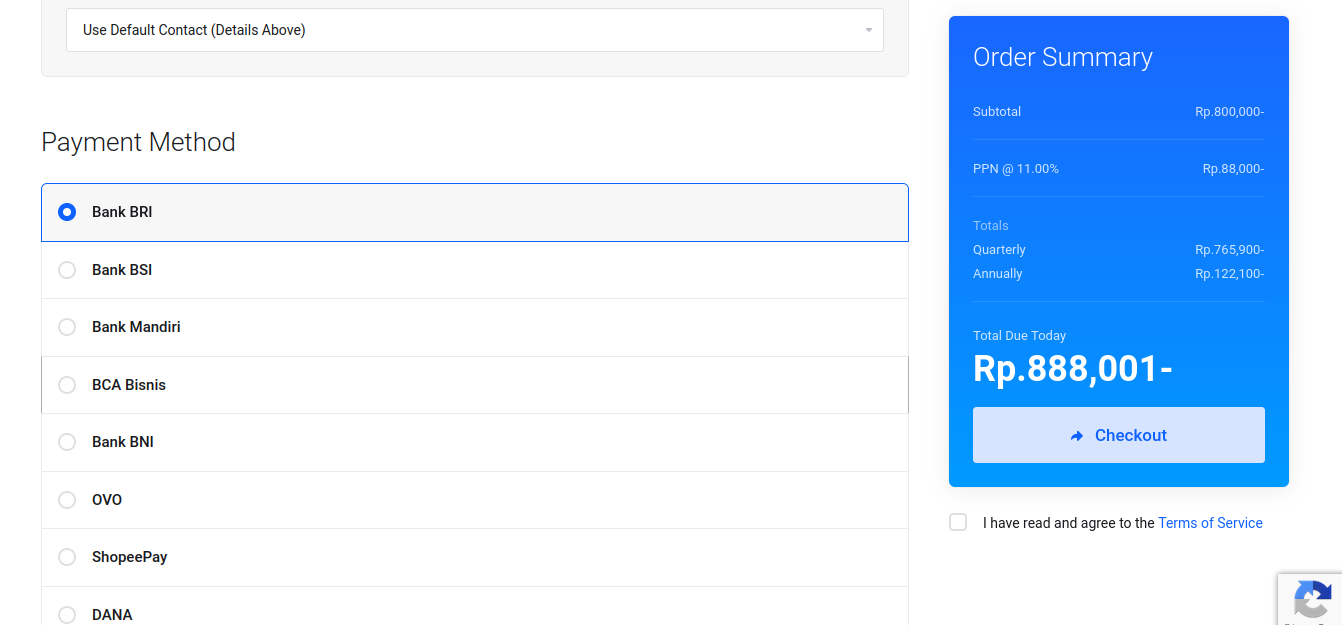 Use Default Contact (Details Above)
Payment Method
Bank BRI
Bank BSI
Bank Mandiri
BCA Bisnis
Bank BNI
OVO
ShopeePay
DANA
Order Summary
Subtotal Rp.800,000-
PPN @ 11.00% Rp.88,000-
Totals
Quarterly Rp.765,900-
Annually Rp.122,100-
Total Due Today
Rp.888,001-
Checkout
I have read and agree to the Terms of Service